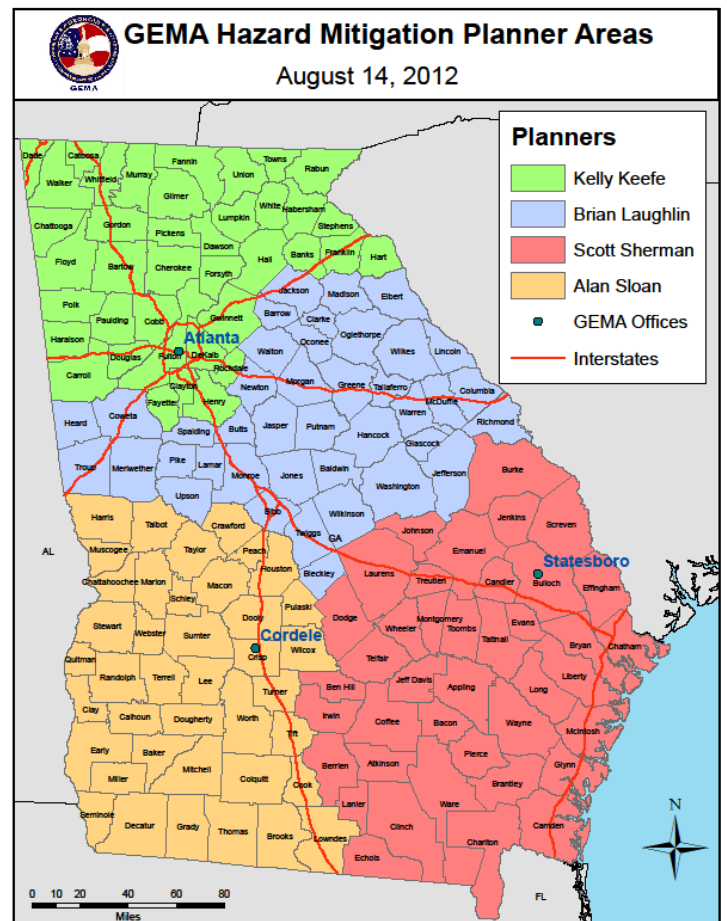 GEMA Hazard Mitigation Planner Areas
August 14, 2012
GEMA
Planners
Kelly Keefe
Brian Laughlin
Scott Sherman
Alan Sloan
GEMA Offices
Interstates
Dade
Catoosa
Whitfield
Walker
Murray
Fannin
Union
Towns
Rabun
Gilmer
White
Habersham
Lumpkin
Stephens
Chattooga
Gordon
Pickens
Dawson
Banks
Franklin
Hart
Floyd
Bartow
Cherokee
Forsyth
Hall
Jackson
Madison
Elbert
Polk
Paulding
Cobb
Gwinnett
Barrow
Clarke
Oglethorpe
Oconee
Haralson
Atlanta
Douglas
Fulton
DeKalb
Walton
Wilkes
Lincoln
Carroll
Rockdale
Clayton
Newton
Morgan
Greene
Taliaferro
Columbia
McDuffie
Fayette
Henry
Warren
Richmond
Heard
Coweta
Spalding
Butts
Jasper
Putnam
Hancock
Glascock
Troup
Meriwether
Pike
Lamar
Monroe
Jones
Baldwin
Washington
Jefferson
Burke
Upson
Bibb
Wilkinson
Harris
Talbot
Crawford
Twiggs
GA
Johnson
Jenkins
Screven
AL
Muscogee
Taylor
Peach
Houston
Bleckley
Emanuel
Statesboro
Chattahoochee
Marion
Macon
Laurens
Treutlen
Candler
Bulloch
Effingham
Schley
Pulaski
Stewart
Webster
Sumter
Dooly
Dodge
Wheeler
Montgomery
Toombs
Evans
Cordele
Tattnall
Bryan
Chatham
Quitman
Crisp
Wilcox
Telfair
Randolph
Terrell
Lee
Turner
Ben Hill
Jeff Davis
Appling
Long
Liberty
Clay
Calhoun
Dougherty
Worth
Irwin
Coffee
Bacon
Wayne
McIntosh
Tift
Early
Baker
Mitchell
Berrien
Atkinson
Pierce
Glynn
Miller
Colquitt
Cook
Brantley
Seminole
Lanier
Ware
Decatur
Grady
Thomas
Brooks
Lowndes
Clinch
Camden
Echols
Charlton
FL
N
0 10 20 40 60 80
Miles